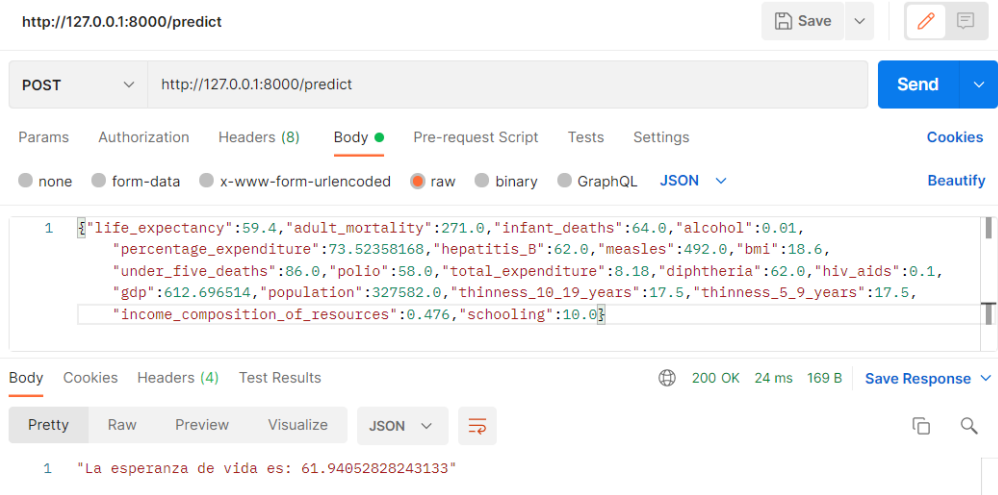 http://127.0.0.1:8000/predict
Save
POST
http://127.0.0.1:8000/predict
Send
Params Authorization Headers (8) Body Pre-request Script Tests Settings Cookies
none form-data x-www-form-urlencoded raw binary GraphQL JSON Beautify
1 {"life_expectancy":59.4,"adult_mortality":271.0,"infant_deaths":64.0,"alcohol":0.01,
"percentage_expenditure":73.52358168,"hepatitis_B":62.0,"measles":492.0,"bmi":18.6,
"under_five_deaths":86.0,"polio":58.0,"total_expenditure":8.18,"diphtheria":62.0,"hiv_aids":0.1,
"gdp":612.696514,"population":327582.0,"thinness_10_19_years":17.5,"thinness_5_9_years":17.5,
"income_composition_of_resources":0.476,"schooling":10.0}
Body Cookies Headers (4) Test Results 200 OK 24 ms 169 B Save Response
Pretty Raw Preview Visualize JSON
1 "La esperanza de vida es: 61.94052828243133"